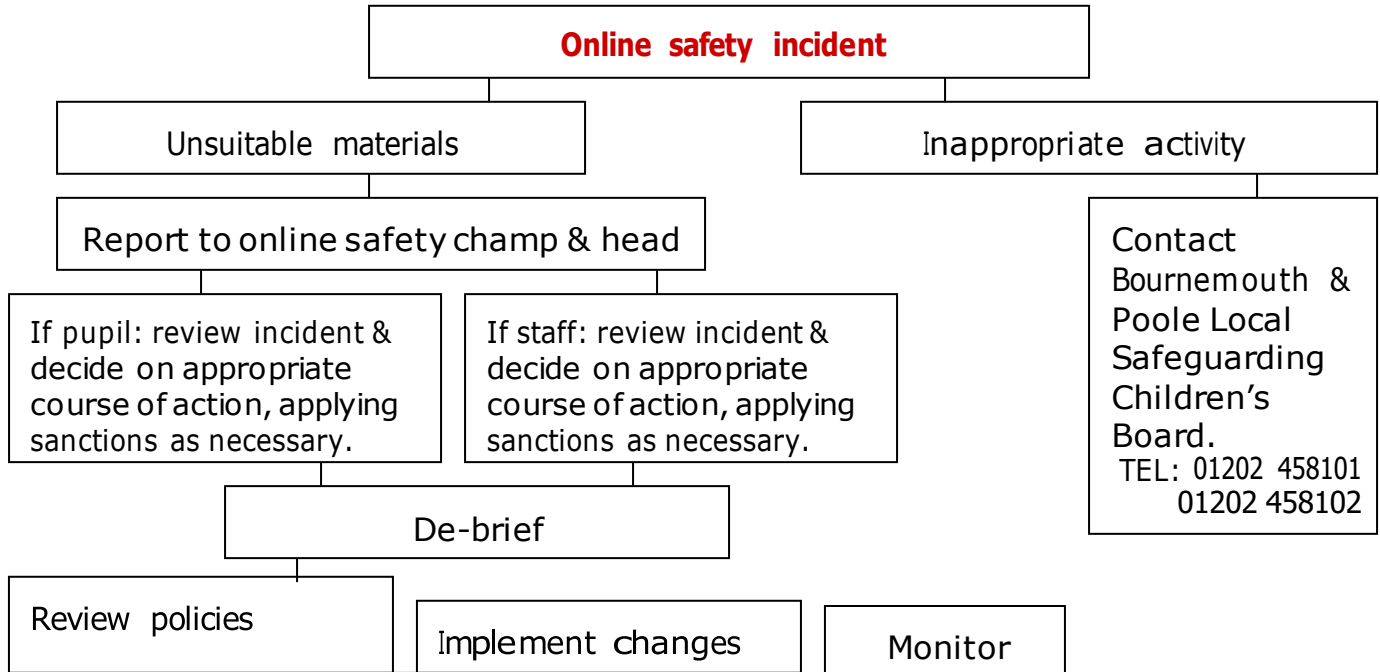 Online safety incident
Unsuitable materials
Inappropriate activity
Report to online safety champ & head
Contact
Bournemouth &
Poole Local
Safeguarding
Children’s
Board.
TEL: 01202 458101
01202 458102
If pupil: review incident &
decide on appropriate
course of action, applying
sanctions as necessary.
If staff: review incident &
decide on appropriate
course of action, applying
sanctions as necessary.
De-brief
Review policies
Implement changes
Monitor